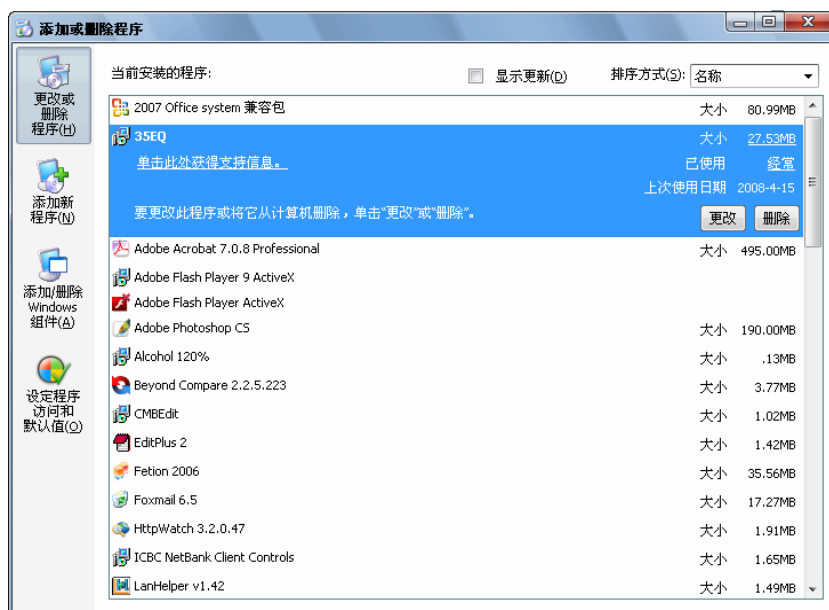 添加或删除程序
当前安装的程序:
显示更新(D)
排序方式(S): 名称
更改或
删除
程序(H)
添加新
程序(N)
添加/删除
Windows
组件(A)
设定程序
访问和
默认值(O)
2007 Office system 兼容包 大小 80.99MB
35EQ 大小 27.53MB
单击此处获得支持信息。 已使用 经常
上次使用日期 2008-4-15
要更改此程序或将它从计算机删除，单击“更改”或“删除”。 更改 删除
Adobe Acrobat 7.0.8 Professional 大小 495.00MB
Adobe Flash Player 9 ActiveX
Adobe Flash Player ActiveX
Adobe Photoshop CS 大小 190.00MB
Alcohol 120% 大小 .13MB
Beyond Compare 2.2.5.223 大小 3.77MB
CMBEdit 大小 1.02MB
EditPlus 2 大小 1.42MB
Fetion 2006 大小 35.56MB
Foxmail 6.5 大小 17.27MB
HttpWatch 3.2.0.47 大小 1.91MB
ICBC NetBank Client Controls 大小 1.65MB
LanHelper v1.42 大小 1.49MB